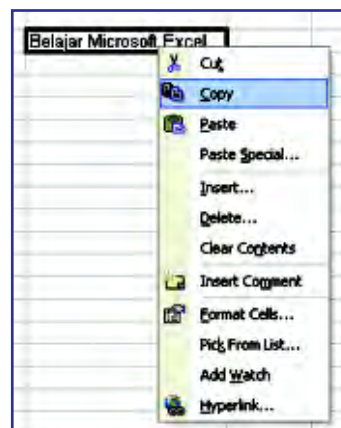 Belajar Microsoft Excel
Cut
Copy
Paste
Paste Special...
Insert...
Delete...
Clear Contents
Insert Comment
Format Cells...
Pick From List...
Add Watch
Hyperlink...